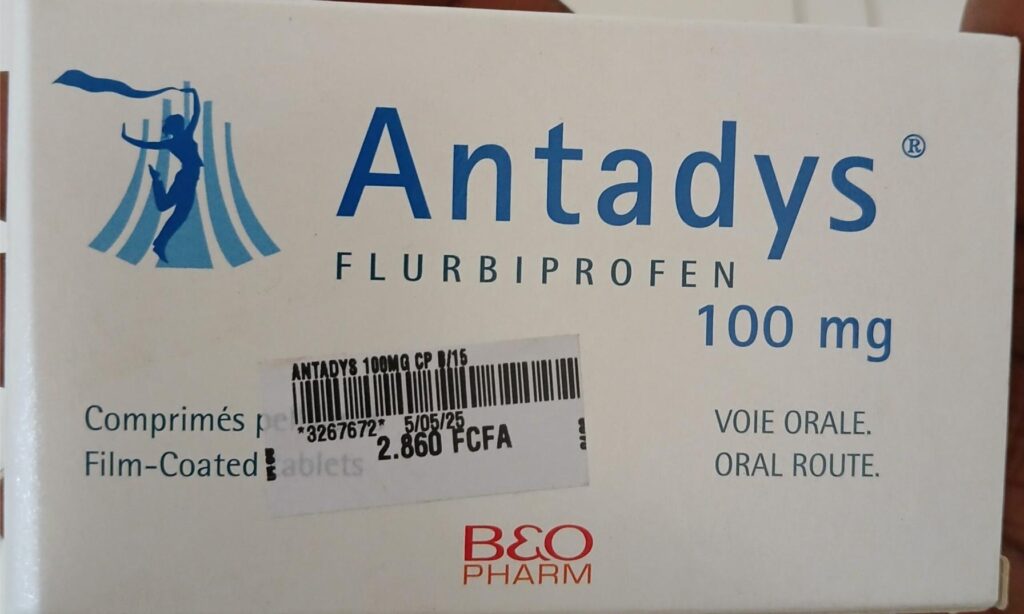 Antadys®
FLURBIPROFEN
100 mg
ANTADYS 100MG CP B/15
*3267672* 5/05/25
2.860 FCFA
Comprimés
Film-Coated tablets
VOIE ORALE.
ORAL ROUTE.
B&O
PHARM